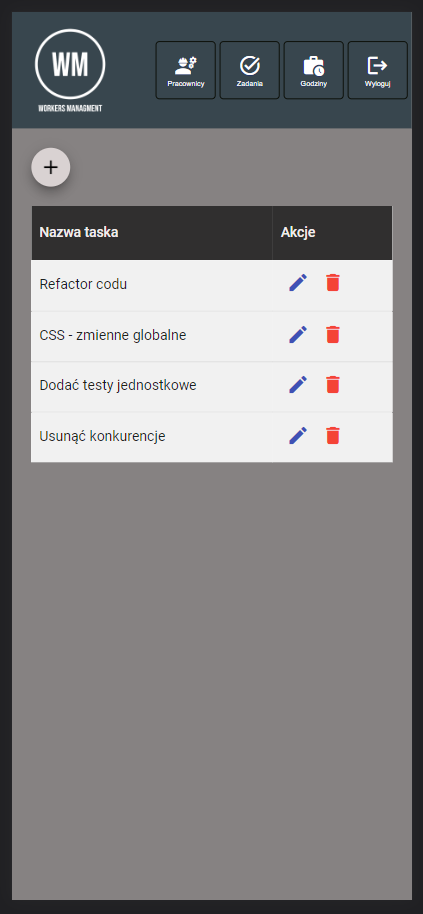 WM
WORKERS MANAGMENT
Pracownicy
Zadania
Godziny
Wyloguj
Nazwa taska Akcje
Refactor codu
CSS - zmienne globalne
Dodać testy jednostkowe
Usunąć konkurencje